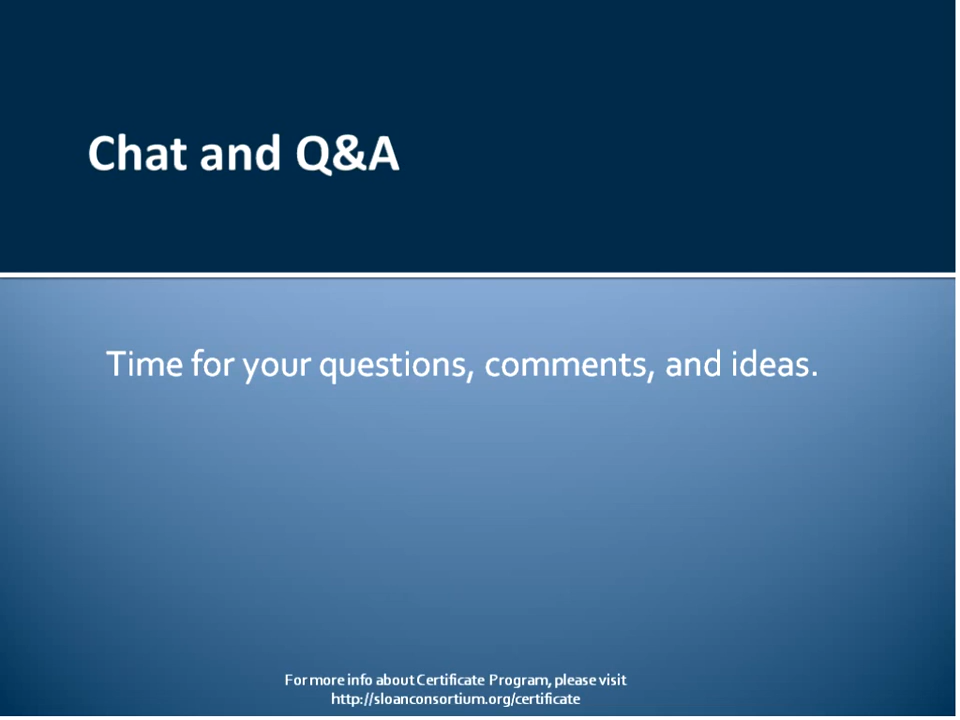 Chat and Q&A
Time for your questions, comments, and ideas.
For more info about Certificate Program, please visit
http://sloanconsortium.org/certificate